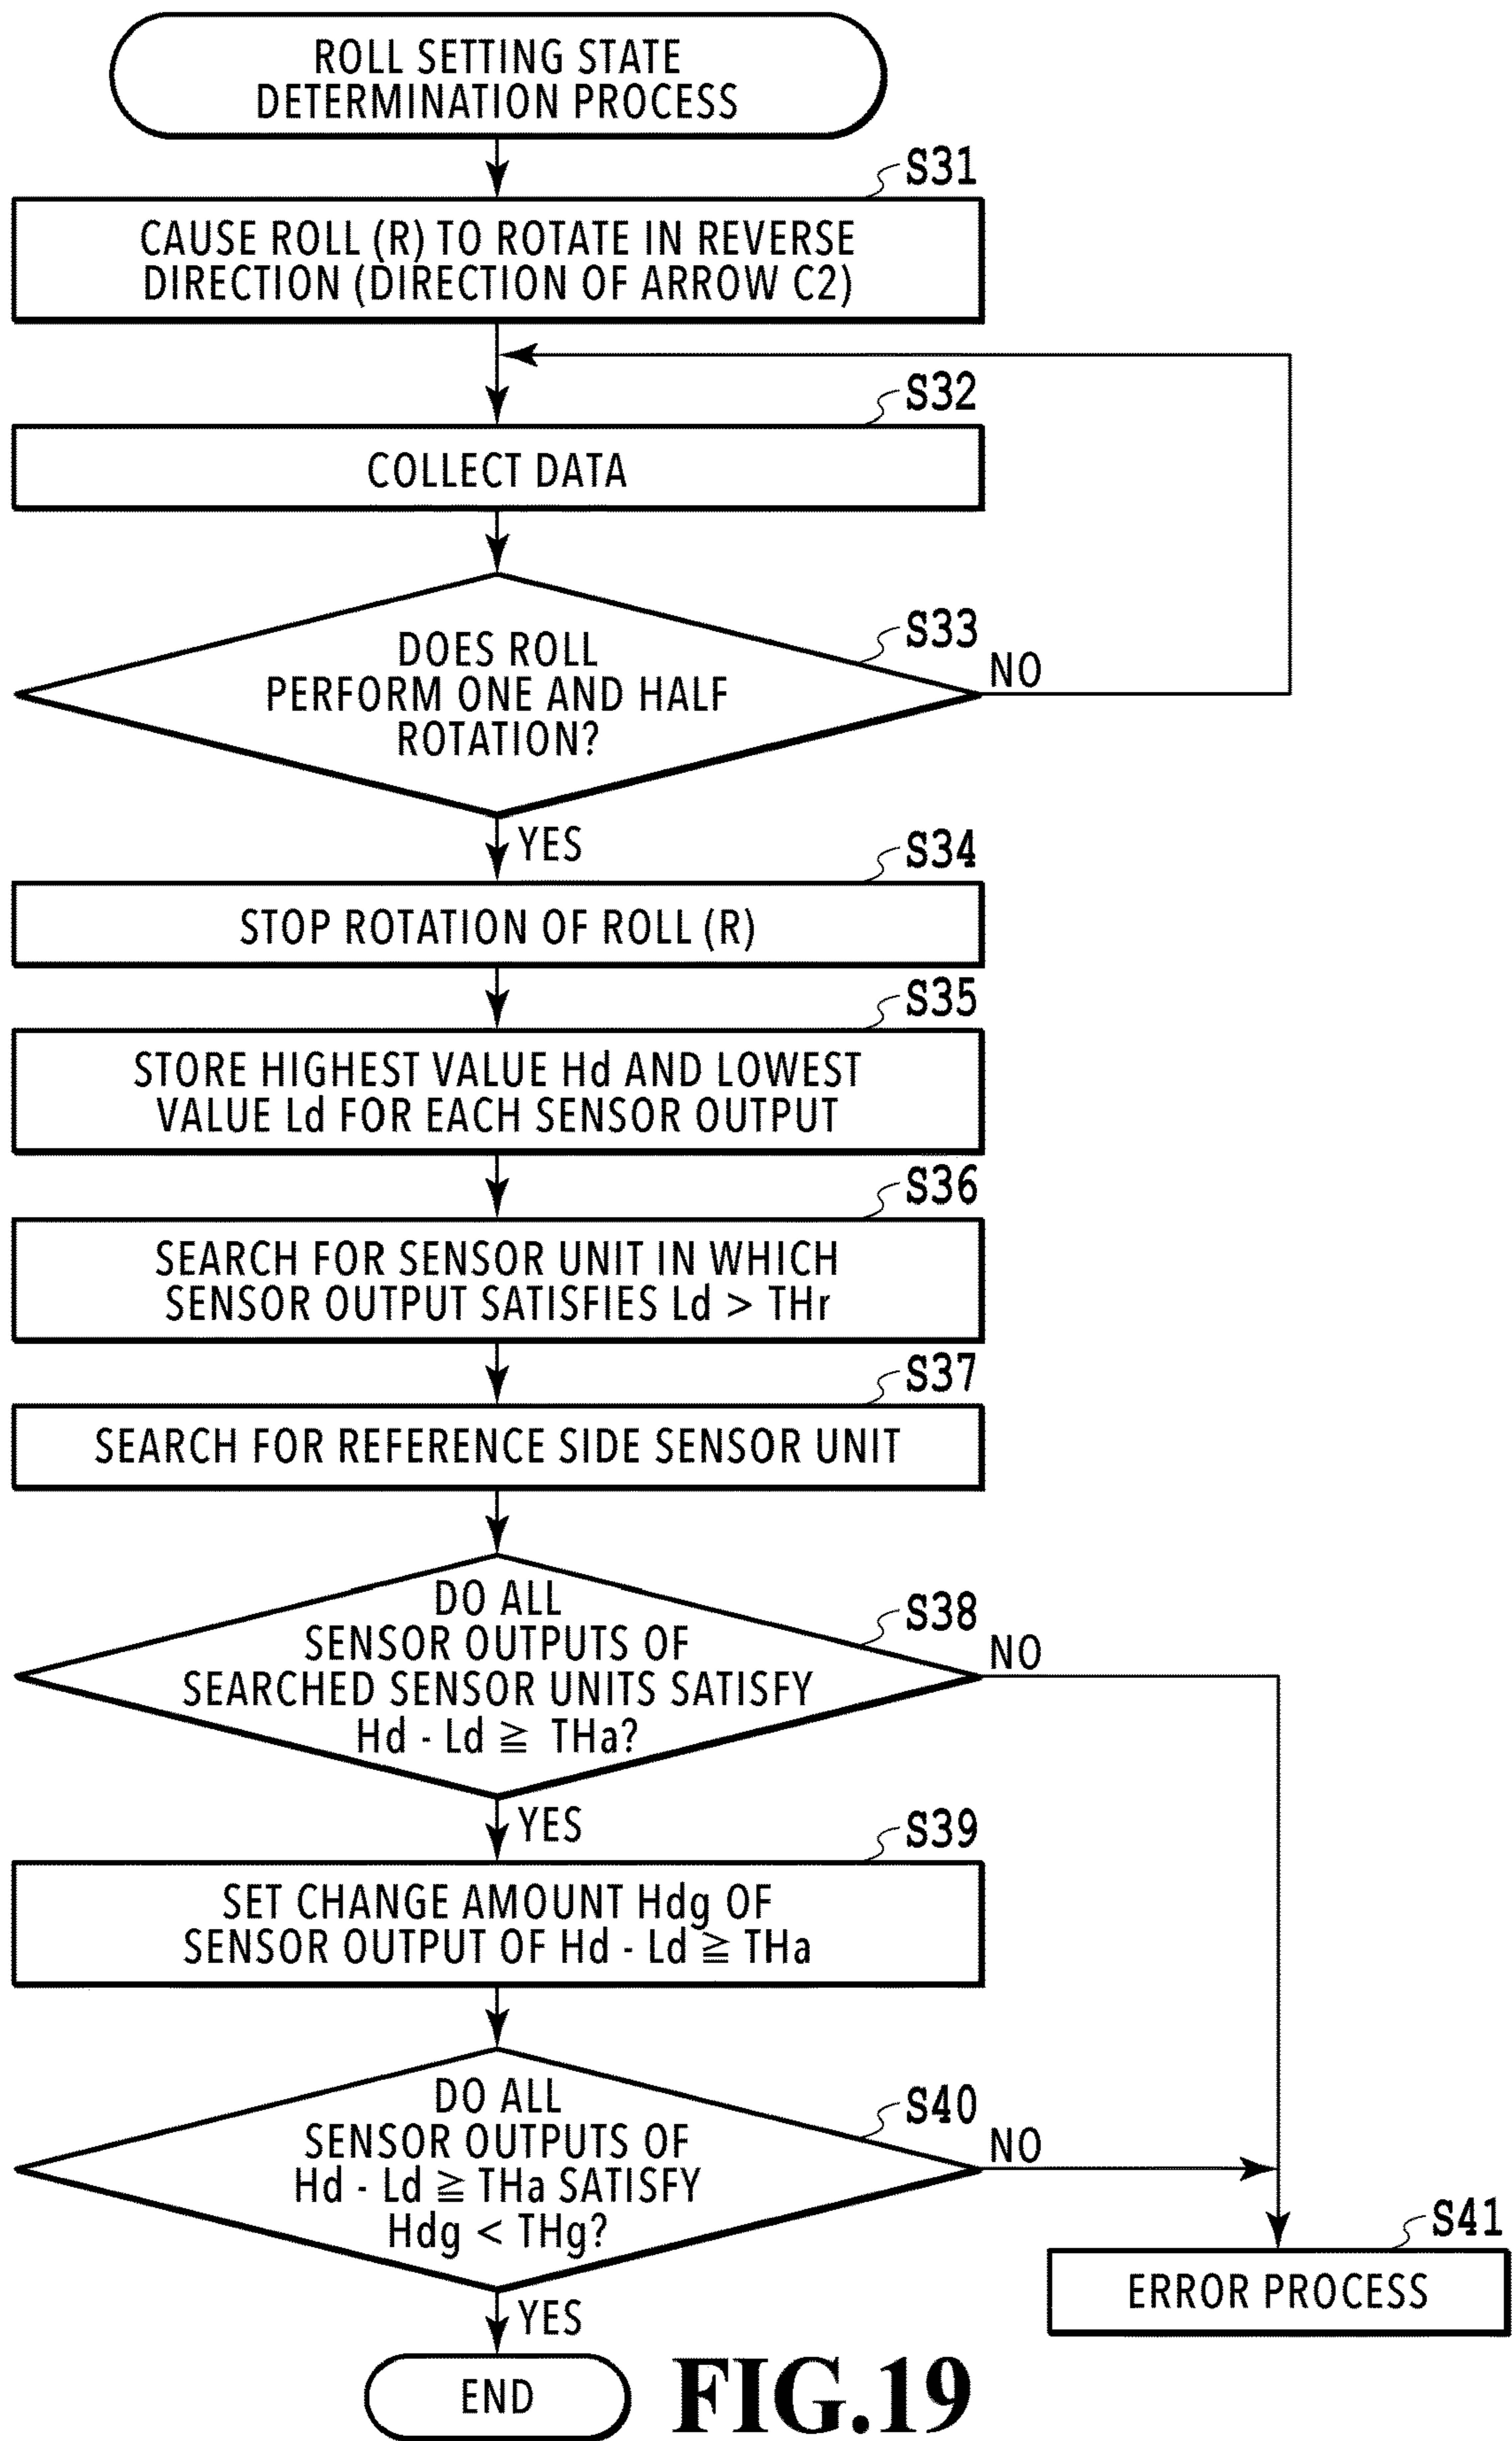 ROLL SETTING STATE
DETERMINATION PROCESS
S31
CAUSE ROLL (R) TO ROTATE IN REVERSE
DIRECTION (DIRECTION OF ARROW C2)
S32
COLLECT DATA
S33
DOES ROLL
PERFORM ONE AND HALF
ROTATION?
NO
YES
S34
STOP ROTATION OF ROLL (R)
S35
STORE HIGHEST VALUE Hd AND LOWEST
VALUE Ld FOR EACH SENSOR OUTPUT
S36
SEARCH FOR SENSOR UNIT IN WHICH
SENSOR OUTPUT SATISFIES Ld > THr
S37
SEARCH FOR REFERENCE SIDE SENSOR UNIT
S38
DO ALL
SENSOR OUTPUTS OF
SEARCHED SENSOR UNITS SATISFY
Hd - Ld ≧ THa?
NO
YES
S39
SET CHANGE AMOUNT Hdg OF
SENSOR OUTPUT OF Hd - Ld ≧ THa
S40
DO ALL
SENSOR OUTPUTS OF
Hd - Ld ≧ THa SATISFY
Hdg < THg?
NO
YES
S41
ERROR PROCESS
END
FIG.19